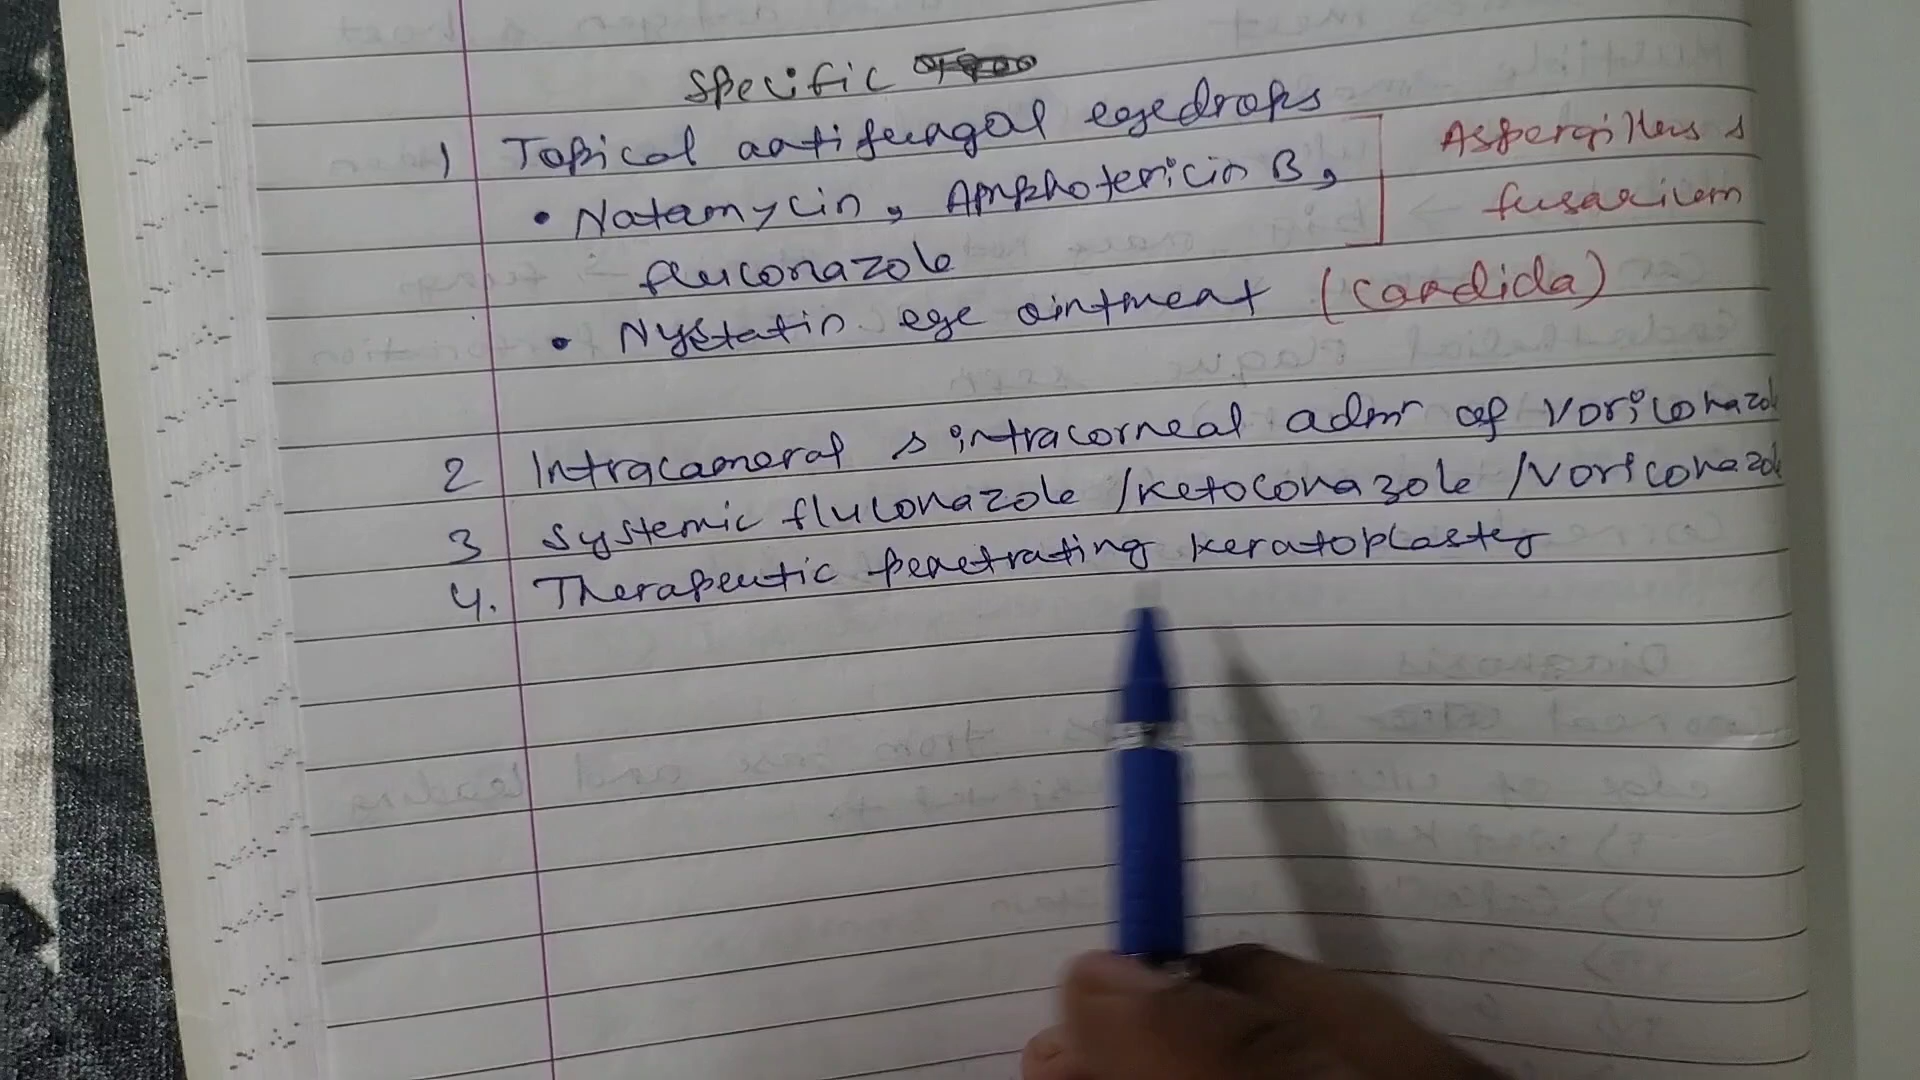 Specific
1) Topical antifungal eyedrops
• Natamycin, Amphotericin B, Aspergillus &
fluconazole fusarium
• Nystatin eye ointment (Candida)
2 Intracameral & intracorneal admn of Voriconazole
3 Systemic fluconazole / Ketoconazole / Voriconazole
4. Therapeutic penetrating keratoplasty